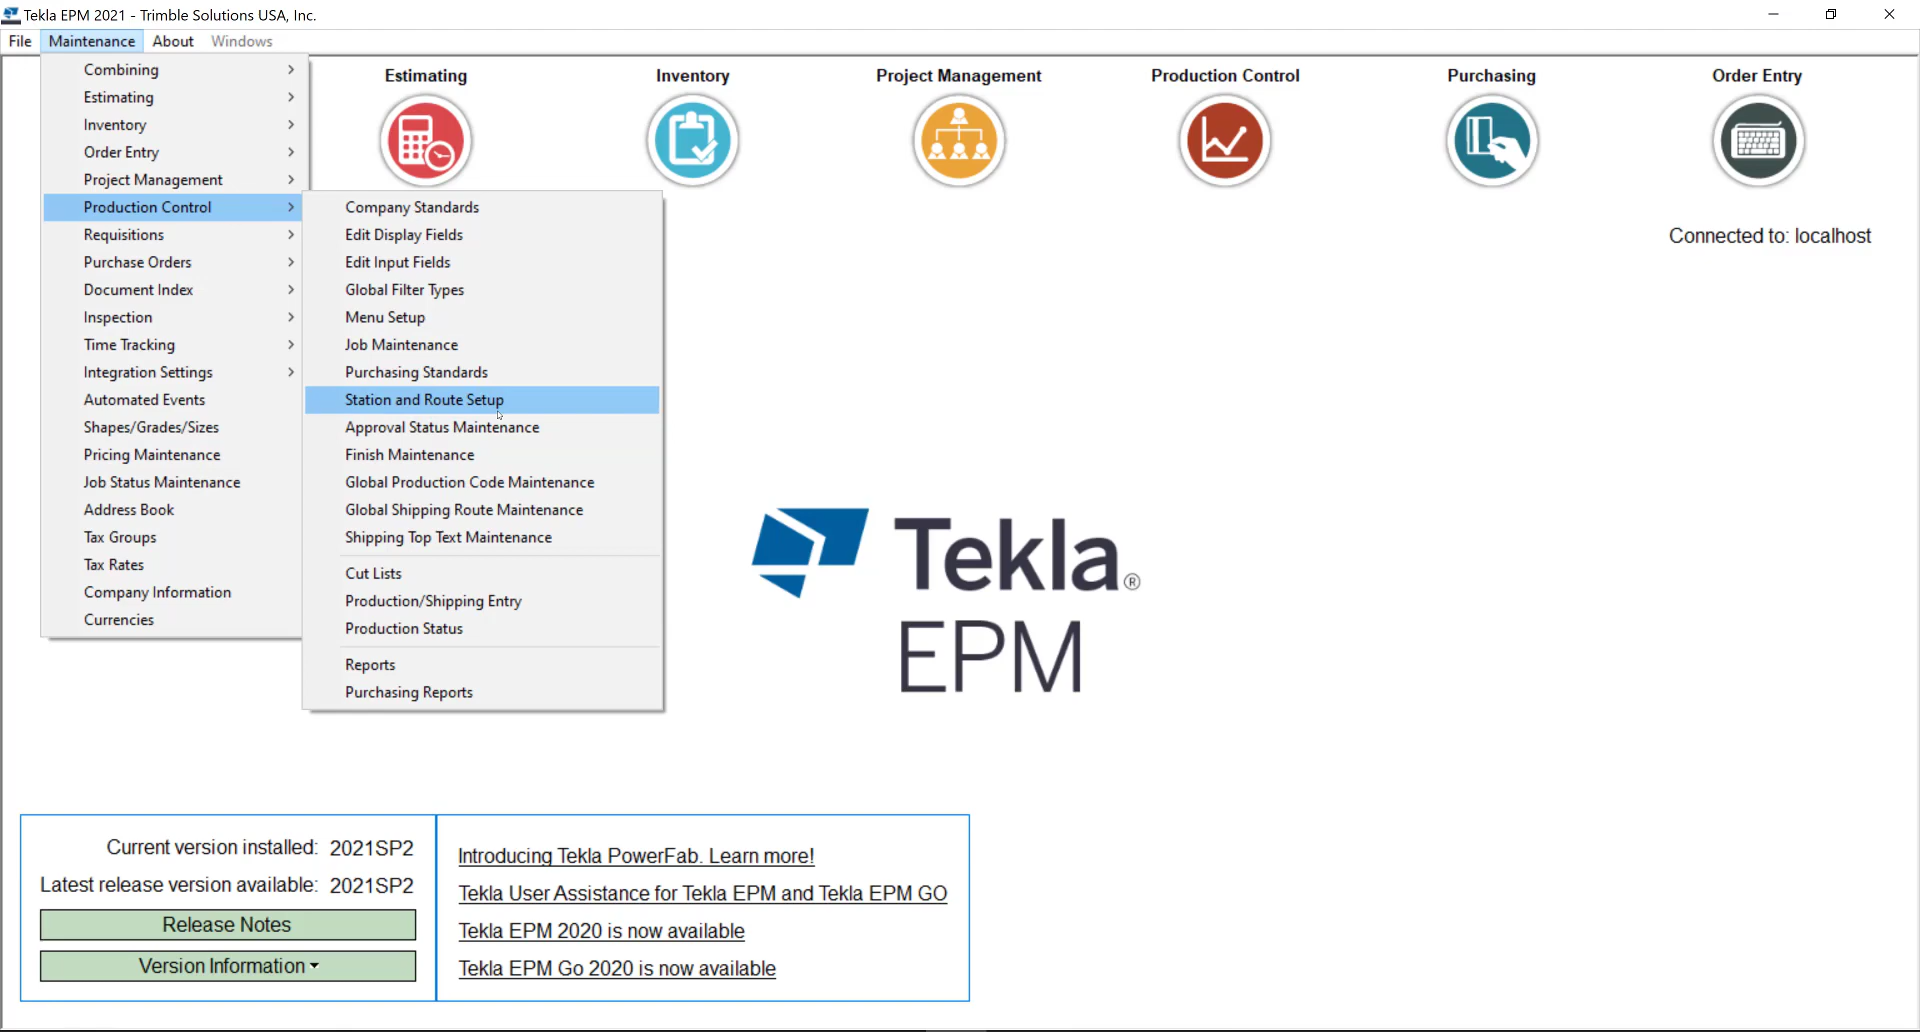 Tekla EPM 2021 - Trimble Solutions USA, Inc.
File Maintenance About Windows
Combining
Estimating
Inventory
Order Entry
Project Management
Production Control
Requisitions
Purchase Orders
Document Index
Inspection
Time Tracking
Integration Settings
Automated Events
Shapes/Grades/Sizes
Pricing Maintenance
Job Status Maintenance
Address Book
Tax Groups
Tax Rates
Company Information
Currencies
Company Standards
Edit Display Fields
Edit Input Fields
Global Filter Types
Menu Setup
Job Maintenance
Purchasing Standards
Station and Route Setup
Approval Status Maintenance
Finish Maintenance
Global Production Code Maintenance
Global Shipping Route Maintenance
Shipping Top Text Maintenance
Cut Lists
Production/Shipping Entry
Production Status
Reports
Purchasing Reports
Estimating Inventory Project Management Production Control Purchasing Order Entry
Connected to: localhost
Tekla®
EPM
Current version installed: 2021SP2
Latest release version available: 2021SP2
Release Notes
Version Information
Introducing Tekla PowerFab. Learn more!
Tekla User Assistance for Tekla EPM and Tekla EPM GO
Tekla EPM 2020 is now available
Tekla EPM Go 2020 is now available